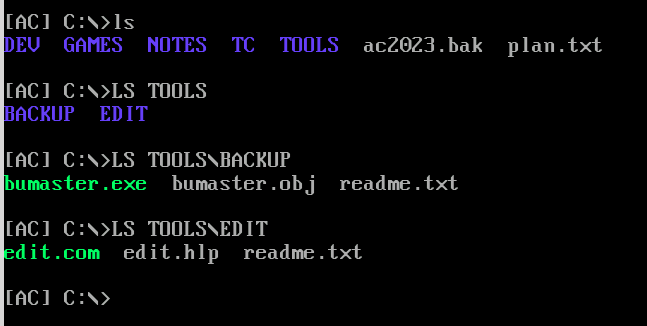 [AC] C:\>ls
DEV  GAMES  NOTES  TC  TOOLS  ac2023.bak  plan.txt
[AC] C:\>LS TOOLS
BACKUP  EDIT
[AC] C:\>LS TOOLS\BACKUP
bumaster.exe  bumaster.obj  readme.txt
[AC] C:\>LS TOOLS\EDIT
edit.com  edit.hlp  readme.txt
[AC] C:\>